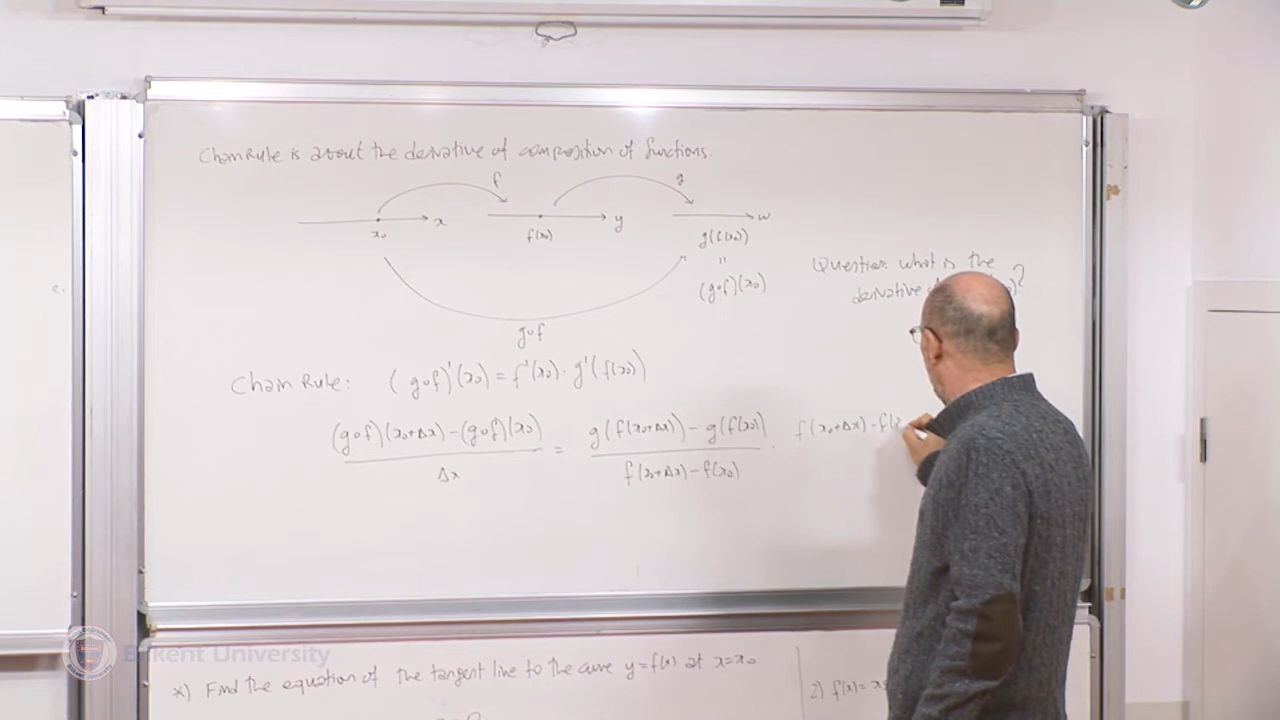 Chain Rule is about the derivative of composition of functions.
f g
x y w
x₀ f(x₀) g(f(x₀))
"
(g∘f)(x₀)
g∘f
Question: what is the
derivative ?
Chain Rule: (g∘f)'(x₀) = f'(x₀) · g'(f(x₀))
(g∘f)(x₀+Δx) − (g∘f)(x₀) = g(f(x₀+Δx)) − g(f(x₀)) · f(x₀+Δx) − f(
Δx f(x₀+Δx) − f(x₀)
*) Find the equation of the tangent line to the curve y=f(x) at x=x₀
2) f(x) = x
Bilkent University